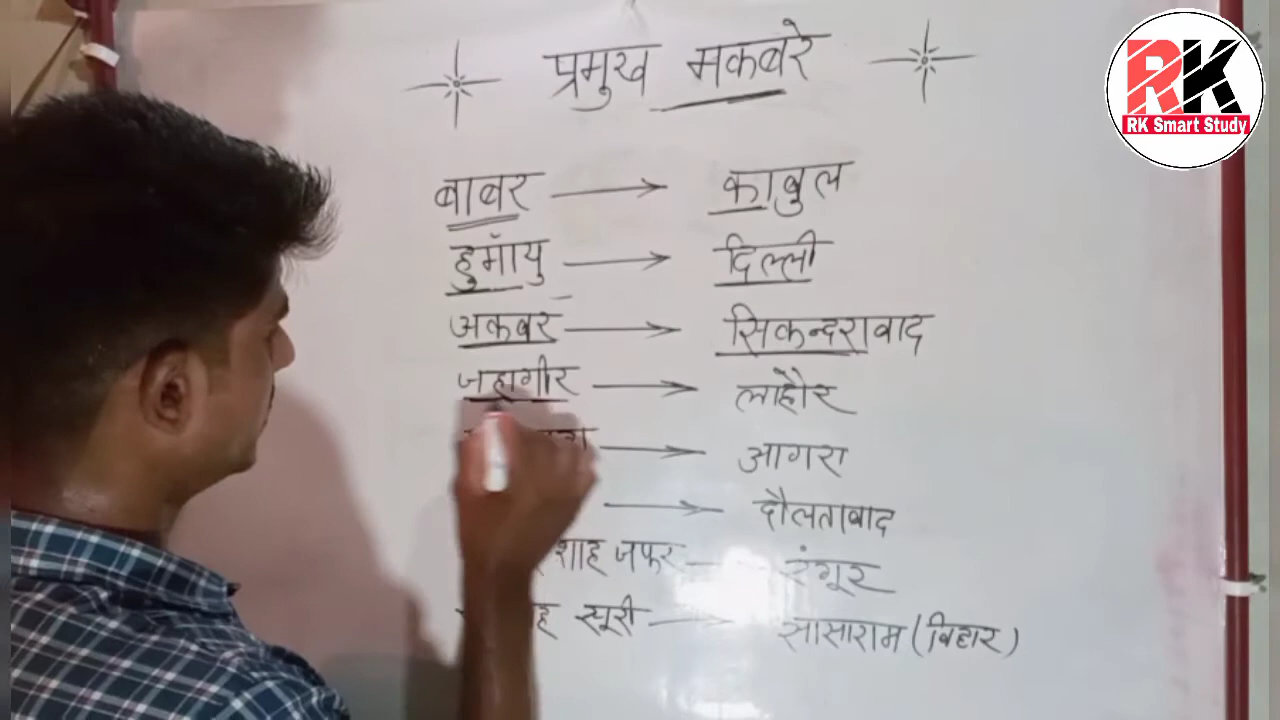 प्रमुख मकबरे
RK
RK Smart Study
बाबर → काबुल
हुमॉायु → दिल्ली
अकबर → सिकन्दरावाद
जहागीर → लाहौर
→ आगरा
→ दौलतावाद
शाह जफर — रंगूर
सूरी → सासाराम (बिहार)